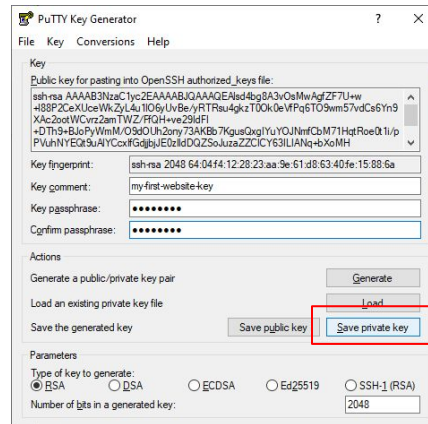 PuTTY Key Generator
File Key Conversions Help
Key
Public key for pasting into OpenSSH authorized_keys file:
ssh-rsa
+I88P2CeXUceWkZyL4u1lO6yUvBe/yRTRsu4gkzT0Ok0eVfPq6TO9wm57vdCs6Yn9
XAc2ootWCvrz2amTWZ/FfQH+ve29ldFI
+DTh9+BJoPyWmM/O9dOUh2ony73AKBb7KgusQxgIYuYOJNmfCbM71HqtRoe0t1i/p
PVuhNYEQt9uAlYCcxlfGdjjbjJE0zlldDQZSoJuzaZZCICY63ILIANq+bXoMH
Key fingerprint: ssh-rsa 2048 64:04:f4:12:28:23:aa:9e:61:d8:63:40:fe:15:88:6a
Key comment: my-first-website-key
Key passphrase: ●●●●●●●●
Confirm passphrase: ●●●●●●●●
Actions
Generate a public/private key pair Generate
Load an existing private key file Load
Save the generated key Save public key Save private key
Parameters
Type of key to generate:
RSA DSA ECDSA Ed25519 SSH-1 (RSA)
Number of bits in a generated key: 2048